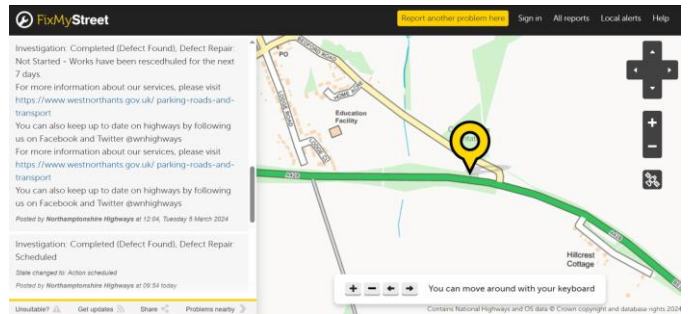 FixMyStreet
Report another problem here
Sign in
All reports
Local alerts
Help
Investigation: Completed (Defect Found), Defect Repair:
Not Started - Works have been rescedhuled for the next
7 days.
For more information about our services, please visit
https://www.westnorthants.gov.uk/ parking-roads-and-
transport
You can also keep up to date on highways by following
us on Facebook and Twitter @wnhighways
For more information about our services, please visit
https://www.westnorthants.gov.uk/ parking-roads-and-
transport
You can also keep up to date on highways by following
us on Facebook and Twitter @wnhighways
Posted by Northamptonshire Highways at 12:04, Tuesday 5 March 2024
Investigation: Completed (Defect Found), Defect Repair:
Scheduled
State changed to: Action scheduled
Posted by Northamptonshire Highways at 09:54 today
Unsuitable?
Get updates
Share
Problems nearby
PO
BEDFORD ROAD
HOME
LODGE ROAD
Education
Facility
A428
A428
Hillcrest
Cottage
You can move around with your keyboard
Contains National Highways and OS data © Crown copyright and database rights 2024